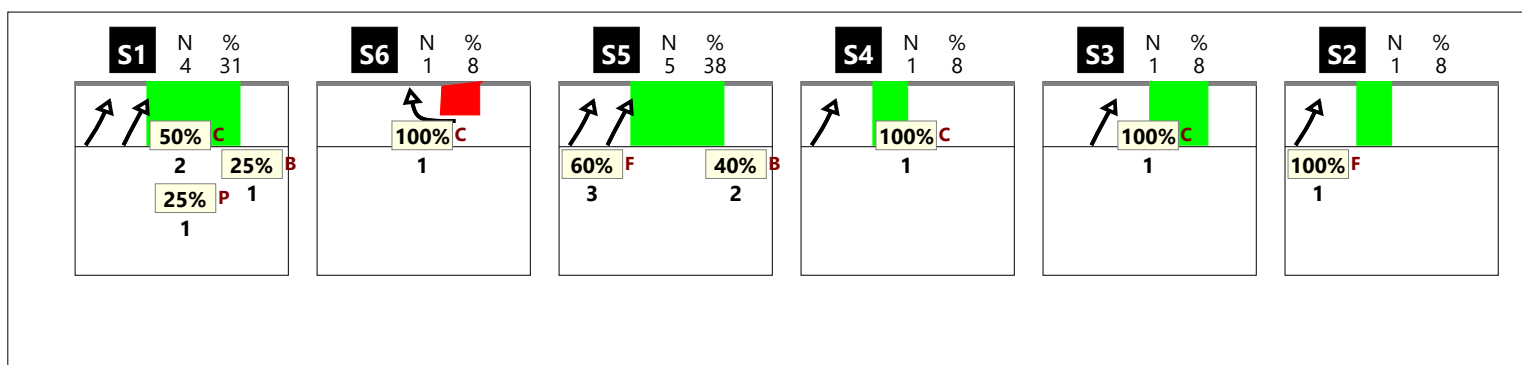 S1 N % 4 31
50% C
2
25% B
1
25% P
1
S6 N % 1 8
100% C
1
S5 N % 5 38
60% F
3
40% B
2
S4 N % 1 8
100% C
1
S3 N % 1 8
100% C
1
S2 N % 1 8
100% F
1